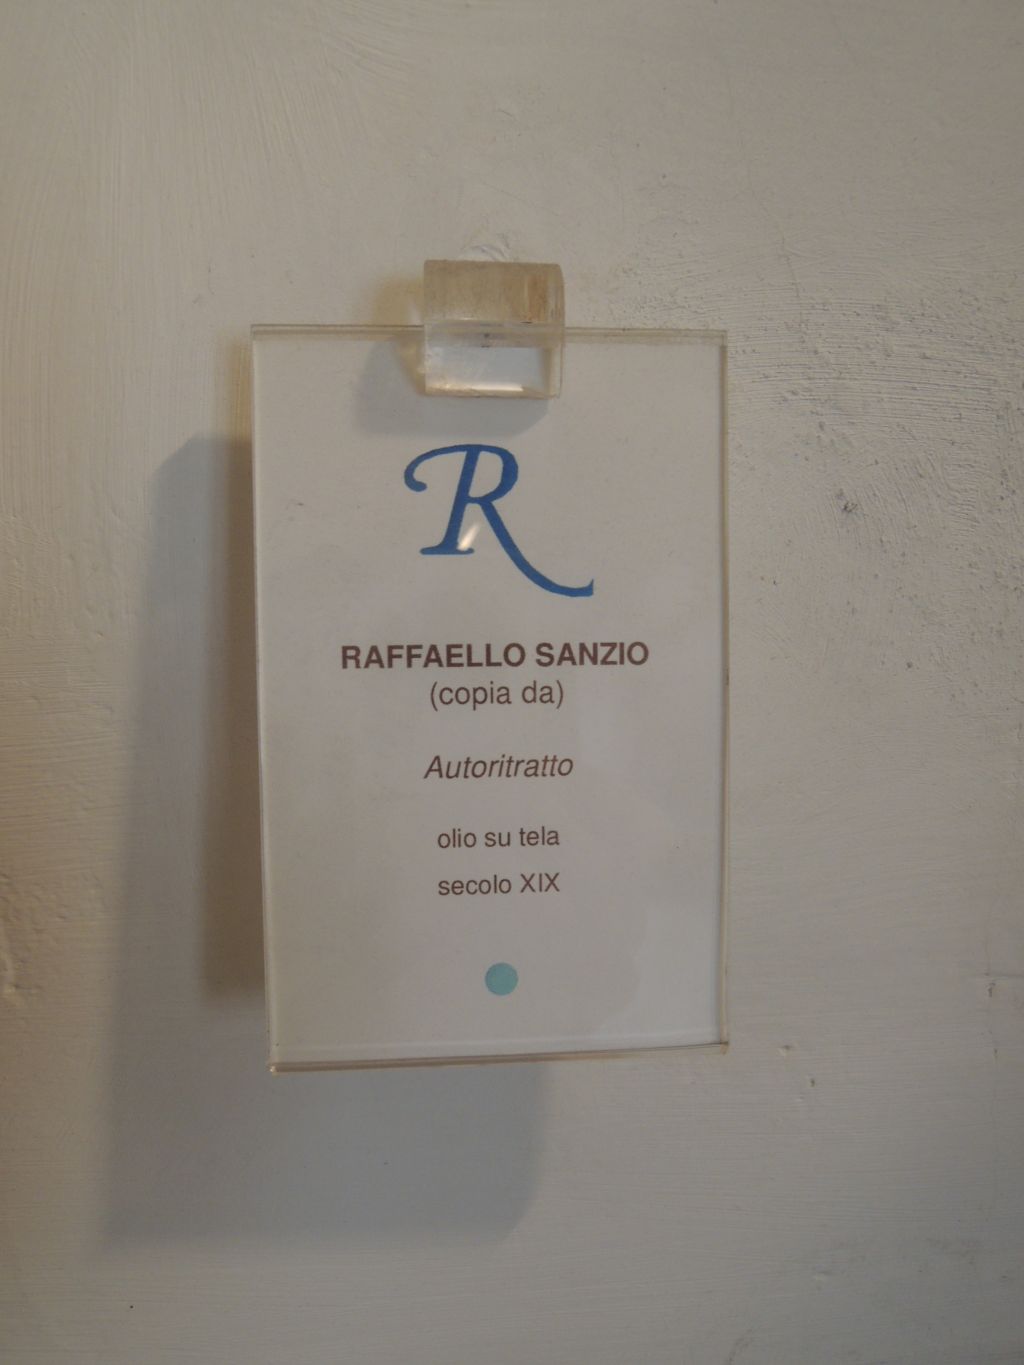 R
RAFFAELLO SANZIO
(copia da)
Autoritratto
olio su tela
secolo XIX